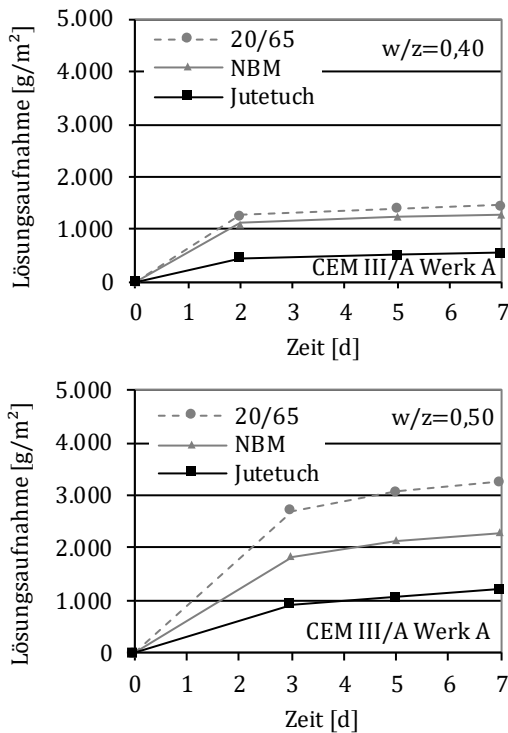 Lösungsaufnahme [g/m²]
5.000
4.000
3.000
2.000
1.000
0
20/65
NBM
Jutetuch
w/z=0,40
CEM III/A Werk A
0 1 2 3 4 5 6 7
Zeit [d]
Lösungsaufnahme [g/m²]
5.000
4.000
3.000
2.000
1.000
0
20/65
NBM
Jutetuch
w/z=0,50
CEM III/A Werk A
0 1 2 3 4 5 6 7
Zeit [d]